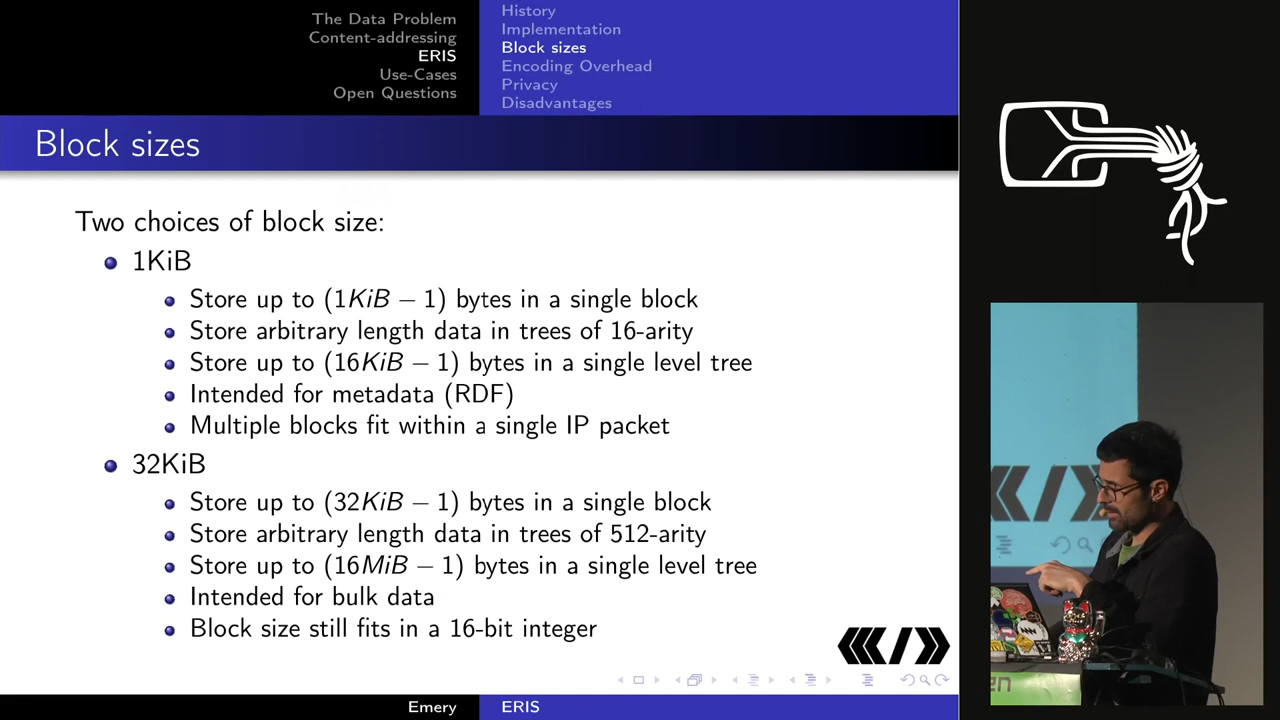 The Data Problem
Content-addressing
ERIS
Use-Cases
Open Questions
History
Implementation
Block sizes
Encoding Overhead
Privacy
Disadvantages
Block sizes
Two choices of block size:
1KiB
Store up to (1KiB − 1) bytes in a single block
Store arbitrary length data in trees of 16-arity
Store up to (16KiB − 1) bytes in a single level tree
Intended for metadata (RDF)
Multiple blocks fit within a single IP packet
32KiB
Store up to (32KiB − 1) bytes in a single block
Store arbitrary length data in trees of 512-arity
Store up to (16MiB − 1) bytes in a single level tree
Intended for bulk data
Block size still fits in a 16-bit integer
Emery
ERIS